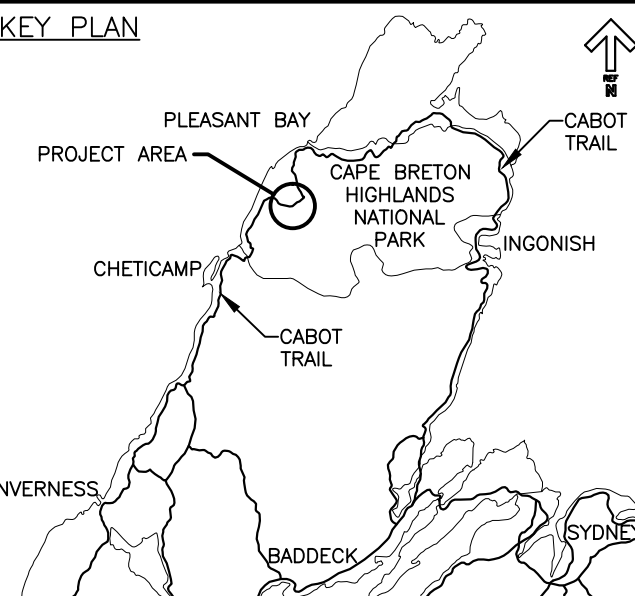 KEY PLAN
REF
N
PLEASANT BAY
CABOT
TRAIL
PROJECT AREA
CAPE BRETON
HIGHLANDS
NATIONAL
PARK
INGONISH
CHETICAMP
CABOT
TRAIL
NVERNESS
SYDNEY
BADDECK